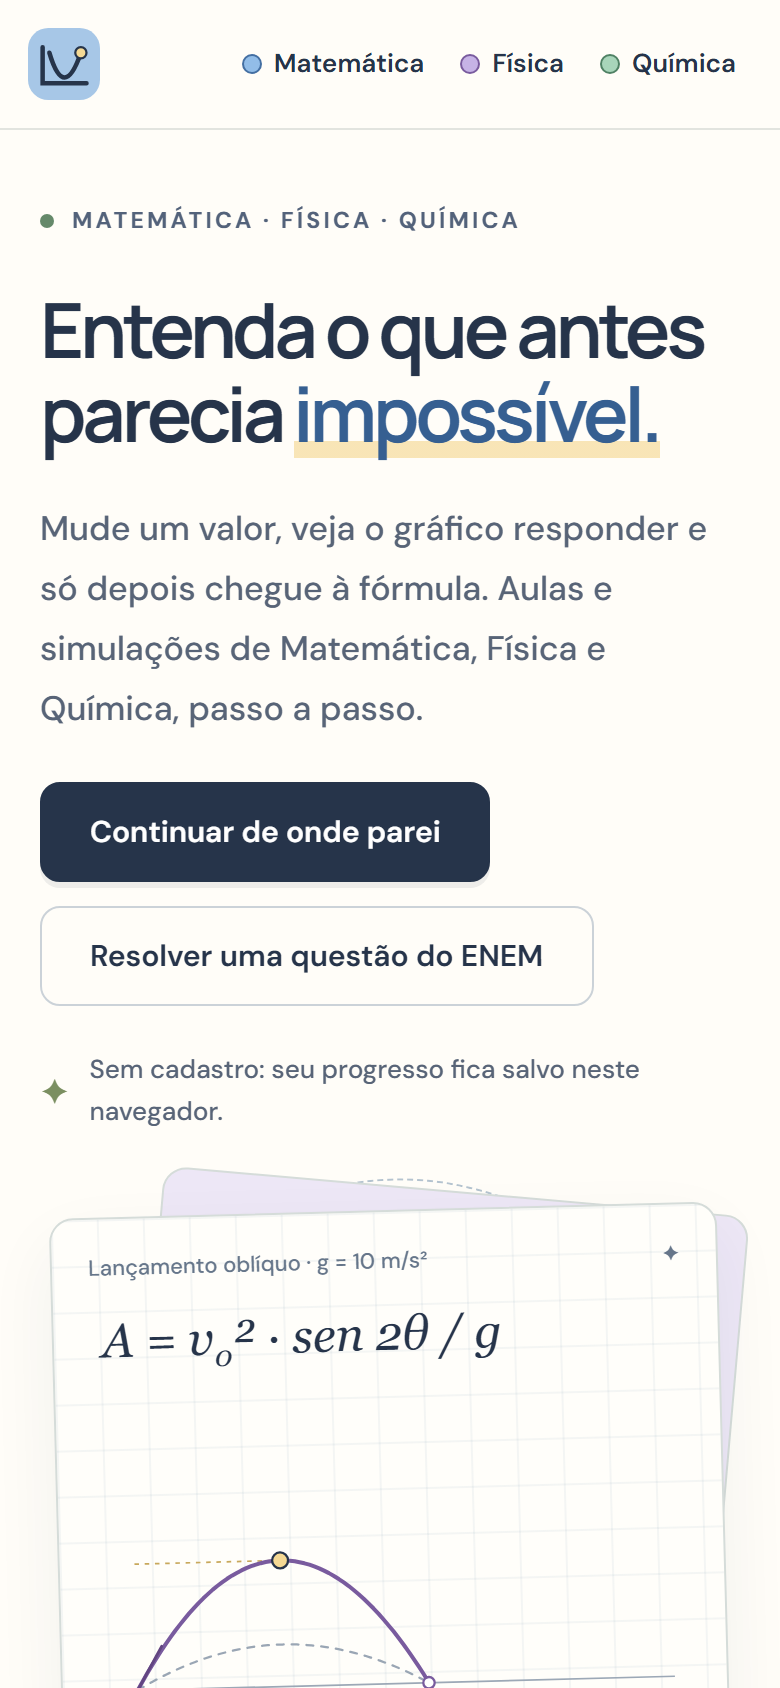 Matemática Física Química
MATEMÁTICA · FÍSICA · QUÍMICA
Entenda o que antes
parecia impossível.
Mude um valor, veja o gráfico responder e
só depois chegue à fórmula. Aulas e
simulações de Matemática, Física e
Química, passo a passo.
Continuar de onde parei
Resolver uma questão do ENEM
Sem cadastro: seu progresso fica salvo neste
navegador.
Lançamento oblíquo · g = 10 m/s²
A = v₀² · sen 2θ / g